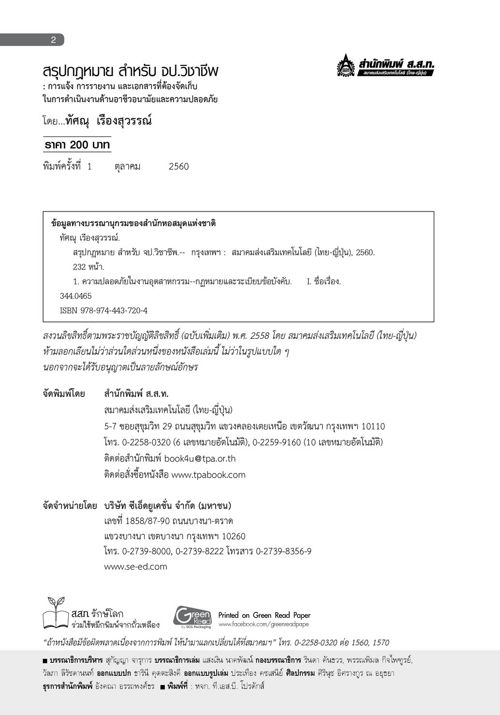 2
สรุปกฎหมาย สำหรับ จป.วิชาชีพ
: การแจ้ง การรายงาน และเอกสารที่ต้องจัดเก็บ
ในการดำเนินงานด้านอาชีวอนามัยและความปลอดภัย
สำนักพิมพ์ ส.ส.ท.
สมาคมส่งเสริมเทคโนโลยี (ไทย-ญี่ปุ่น)
โดย...ทัศณุ เรืองสุวรรณ์
ราคา 200 บาท
พิมพ์ครั้งที่ 1 ตุลาคม 2560
ข้อมูลทางบรรณานุกรมของสำนักหอสมุดแห่งชาติ
ทัศณุ เรืองสุวรรณ์.
สรุปกฎหมาย สำหรับ จป.วิชาชีพ.-- กรุงเทพฯ : สมาคมส่งเสริมเทคโนโลยี (ไทย-ญี่ปุ่น), 2560.
232 หน้า.
1. ความปลอดภัยในงานอุตสาหกรรม--กฎหมายและระเบียบข้อบังคับ. I. ชื่อเรื่อง.
344.0465
ISBN 978-974-443-720-4
สงวนลิขสิทธิ์ตามพระราชบัญญัติลิขสิทธิ์ (ฉบับเพิ่มเติม) พ.ศ. 2558 โดย สมาคมส่งเสริมเทคโนโลยี (ไทย-ญี่ปุ่น)
ห้ามลอกเลียนไม่ว่าส่วนใดส่วนหนึ่งของหนังสือเล่มนี้ ไม่ว่าในรูปแบบใด ๆ
นอกจากจะได้รับอนุญาตเป็นลายลักษณ์อักษร
จัดพิมพ์โดย สำนักพิมพ์ ส.ส.ท.
สมาคมส่งเสริมเทคโนโลยี (ไทย-ญี่ปุ่น)
5-7 ซอยสุขุมวิท 29 ถนนสุขุมวิท แขวงคลองเตยเหนือ เขตวัฒนา กรุงเทพฯ 10110
โทร. 0-2258-0320 (6 เลขหมายอัตโนมัติ), 0-2259-9160 (10 เลขหมายอัตโนมัติ)
ติดต่อสำนักพิมพ์ book4u@tpa.or.th
ติดต่อสั่งซื้อหนังสือ www.tpabook.com
จัดจำหน่ายโดย บริษัท ซีเอ็ดยูเคชั่น จำกัด (มหาชน)
เลขที่ 1858/87-90 ถนนบางนา-ตราด
แขวงบางนา เขตบางนา กรุงเทพฯ 10260
โทร. 0-2739-8000, 0-2739-8222 โทรสาร 0-2739-8356-9
www.se-ed.com
สสท รักษ์โลก
ร่วมใช้หมึกพิมพ์จากถั่วเหลือง
Green Read
Printed on Green Read Paper
www.facebook.com/greenreadpaper
"ถ้าหนังสือมีข้อผิดพลาดเนื่องจากการพิมพ์ ให้นำมาแลกเปลี่ยนได้ที่สมาคมฯ" โทร. 0-2258-0320 ต่อ 1560, 1570
■ บรรณาธิการบริหาร สุกัญญา จารุการ บรรณาธิการเล่ม แสงเงิน นาคพัฒน์ กองบรรณาธิการ วินดา คันธวร, พรรณพิมล กิจไพฑูรย์,
วัลภา ลิรัชตานนท์ ออกแบบปก ธารินี คุตตะสิงคี ออกแบบรูปเล่ม ประเทือง คชเสนีย์ ศิลปกรรม ศิรินุช อิศรางกูร ณ อยุธยา
ธุรการสำนักพิมพ์ อังคณา อรรถพงศ์ธร ■ พิมพ์ที่ : หจก. ที.เอส.บี. โปรดักส์